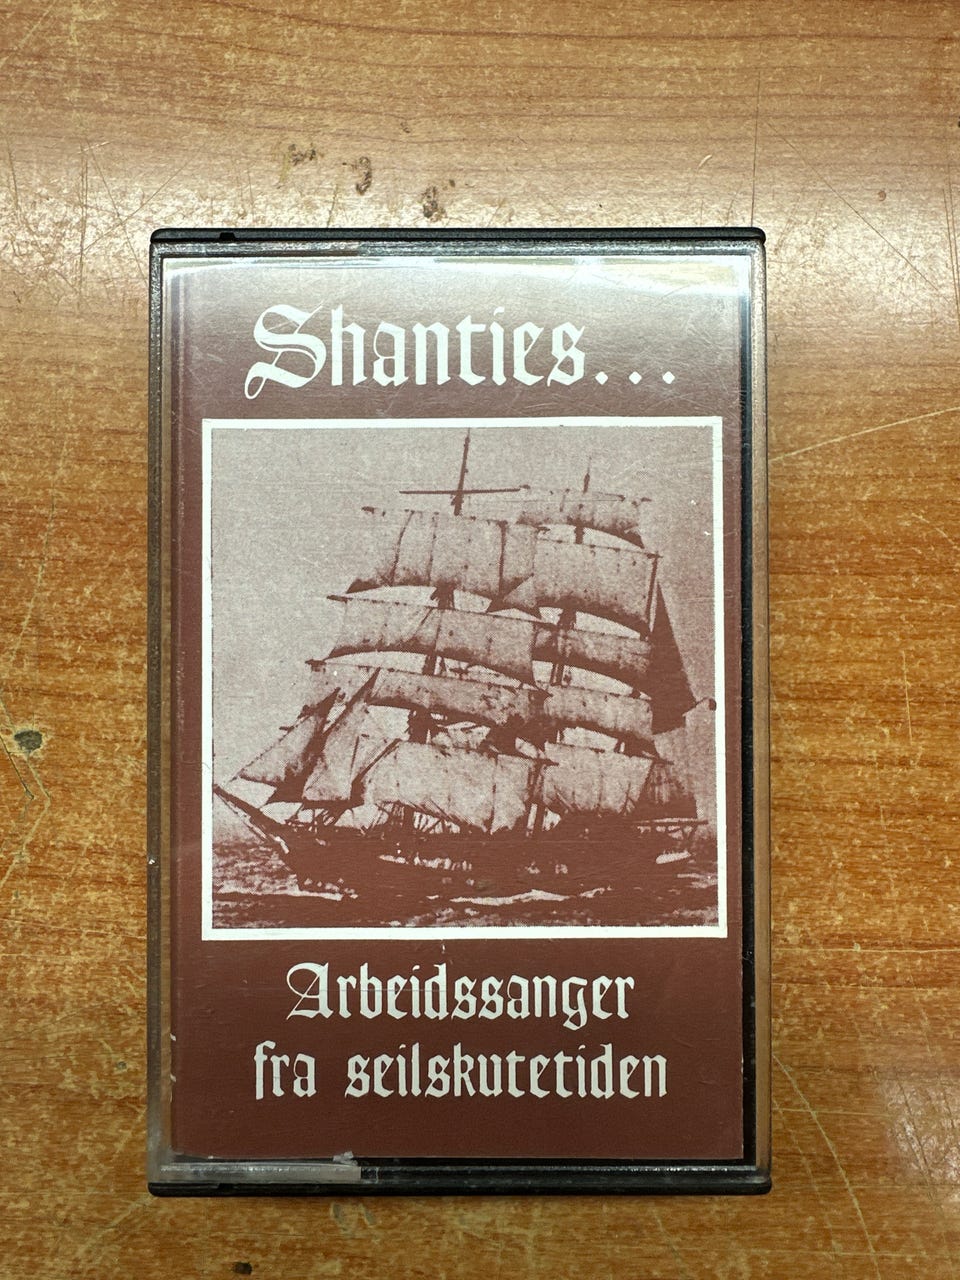 Shanties...
Arbeidssanger
fra seilskutetiden